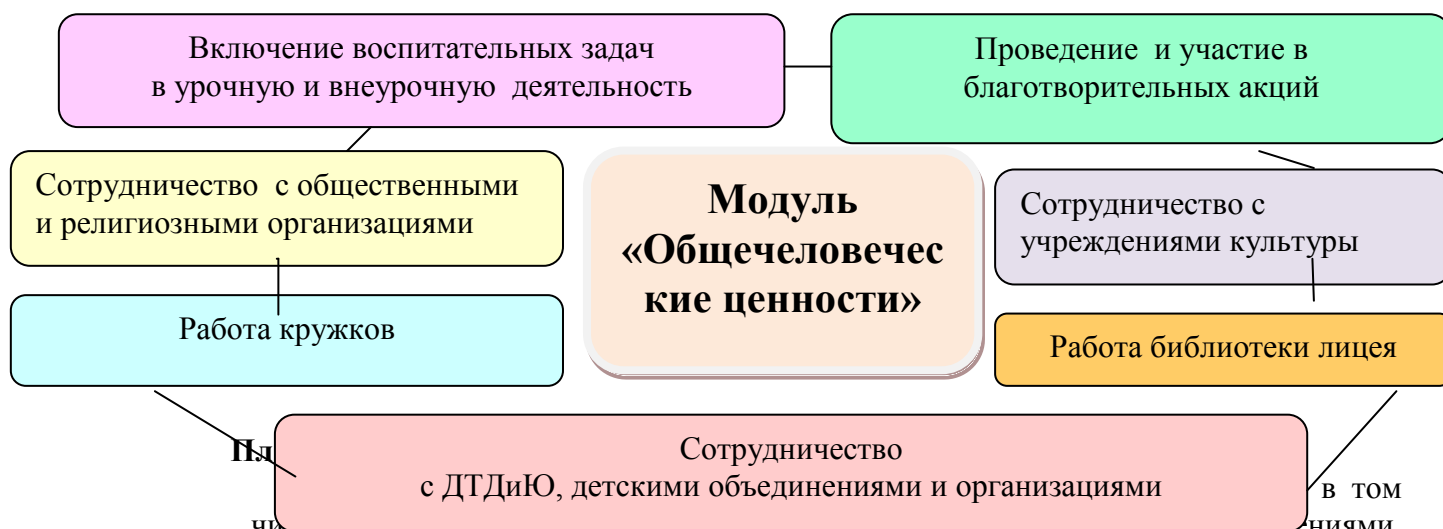 Включение воспитательных задач
в урочную и внеурочную деятельность
Проведение и участие в
благотворительных акций
Сотрудничество с общественными
и религиозными организациями
Модуль
«Общечеловечес
кие ценности»
Сотрудничество с
учреждениями культуры
Работа кружков
Работа библиотеки лицея
Сотрудничество
с ДТДиЮ, детскими объединениями и организациями
в том